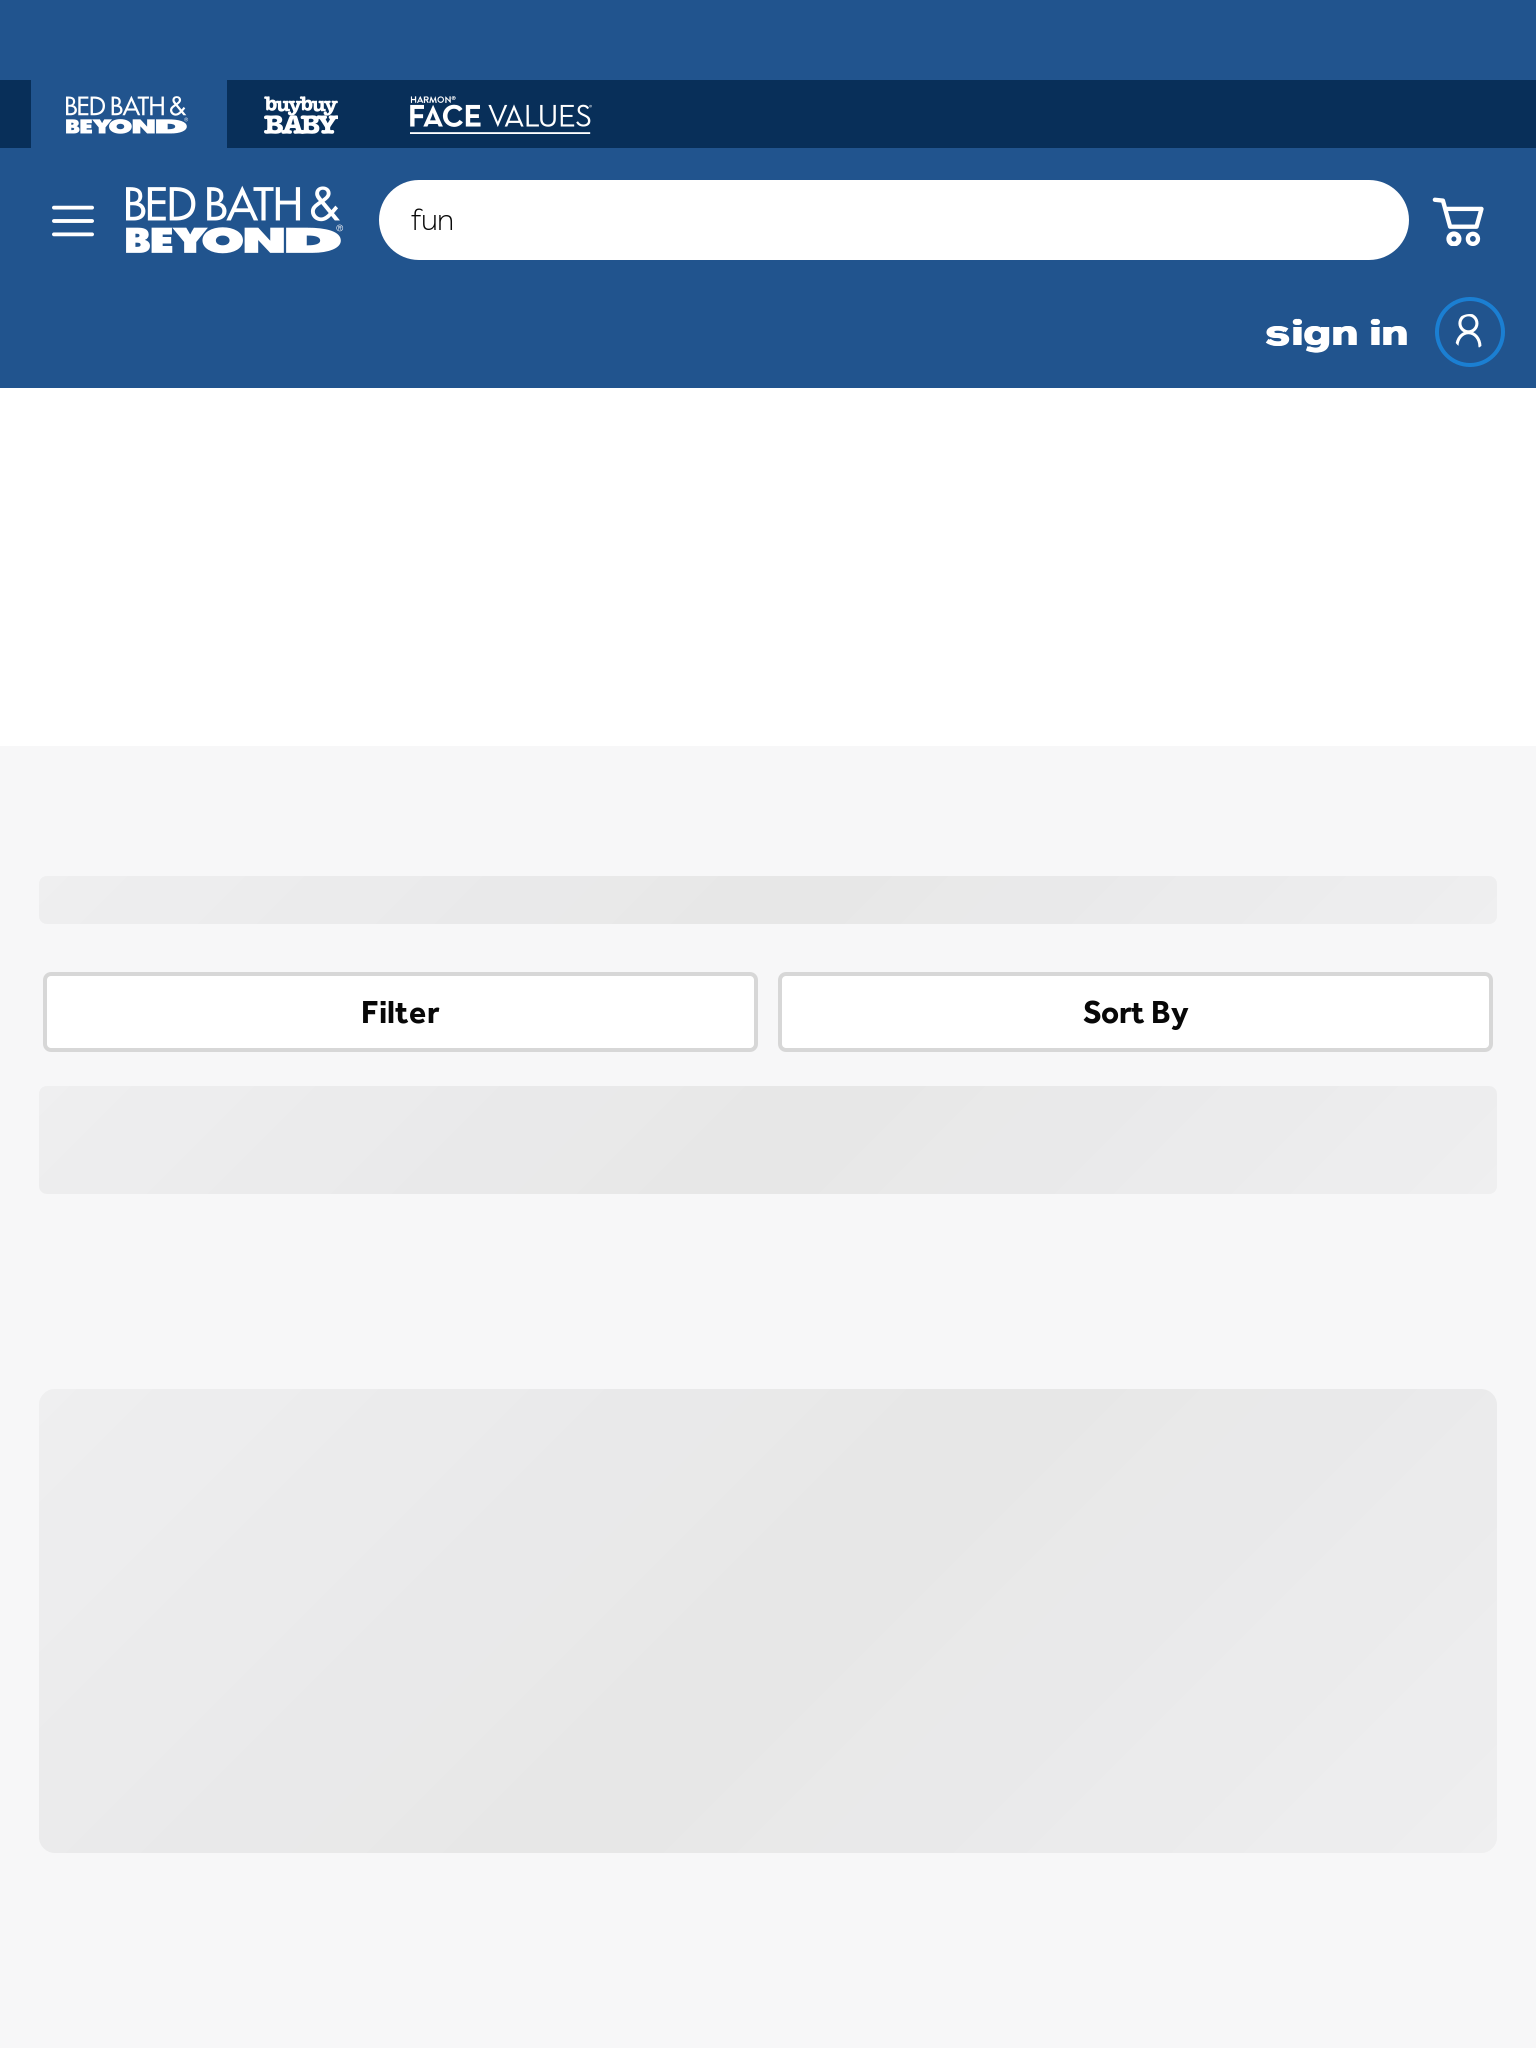 BED BATH &
BEYOND®
buybuy
BABY
HARMON®
FACE VALUES
BED BATH &
BEYOND®
fun
sign in
Filter
Sort By